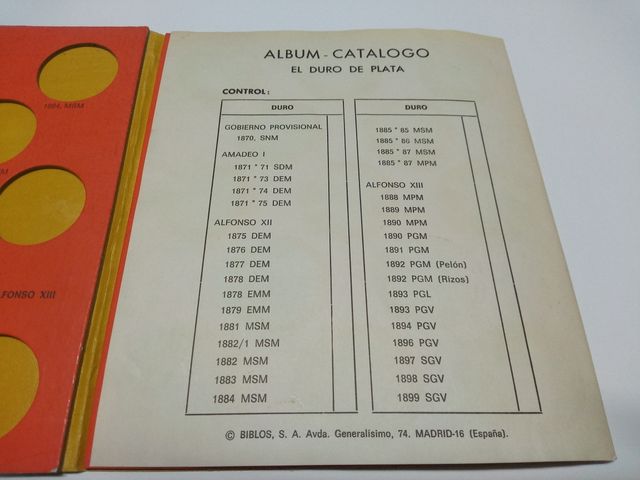 1884, MSM
ALFONSO XIII
ALBUM - CATALOGO
EL DURO DE PLATA
CONTROL:
DURO
GOBIERNO PROVISIONAL
1870. SNM
AMADEO I
1871 * 71 SDM
1871 * 73 DEM
1871 * 74 DEM
1871 * 75 DEM
ALFONSO XII
1875 DEM
1876 DEM
1877 DEM
1878 DEM
1878 EMM
1879 EMM
1881 MSM
1882/1 MSM
1882 MSM
1883 MSM
1884 MSM
DURO
1885 * 85 MSM
1885 * 86 MSM
1885 * 87 MSM
1885 * 87 MPM
ALFONSO XIII
1888 MPM
1889 MPM
1890 MPM
1890 PGM
1891 PGM
1892 PGM (Pelón)
1892 PGM (Rizos)
1893 PGL
1893 PGV
1894 PGV
1896 PGV
1897 SGV
1898 SGV
1899 SGV
© BIBLOS, S. A. Avda. Generalísimo, 74. MADRID-16 (España).